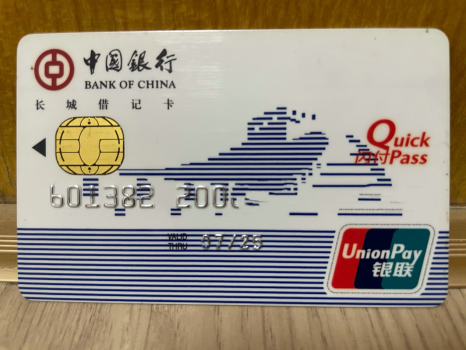 中国银行
BANK OF CHINA
长城借记卡
Quick
闪付Pass
601382 200
VALID
THRU 07/25
UnionPay
银联